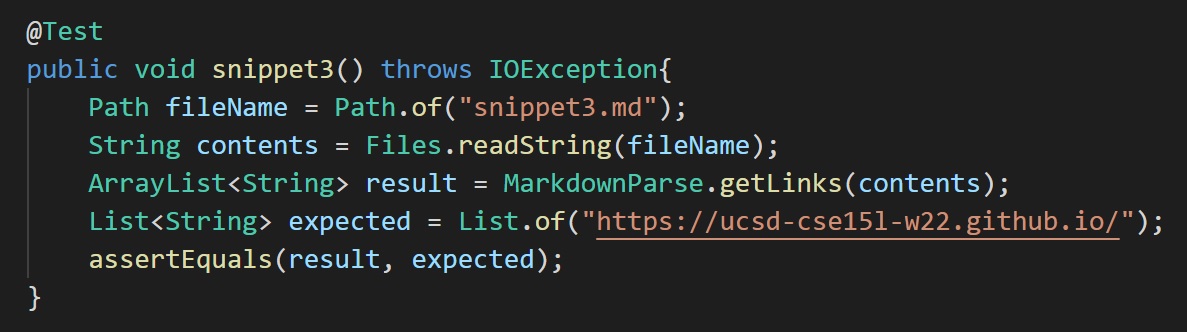 @Test
public void snippet3() throws IOException{
    Path fileName = Path.of("snippet3.md");
    String contents = Files.readString(fileName);
    ArrayList<String> result = MarkdownParse.getLinks(contents);
    List<String> expected = List.of("https://ucsd-cse15l-w22.github.io/");
    assertEquals(result, expected);
}